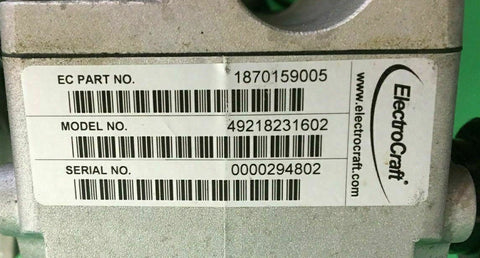 EC PART NO. 1870159005
MODEL NO. 49218231602
SERIAL NO. 0000294802
ElectroCraft®
www.electrocraft.com